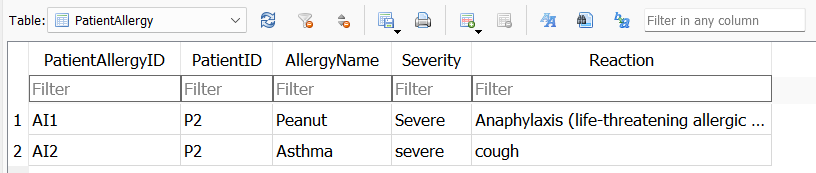 Table: PatientAllergy Filter in any column
PatientAllergyID PatientID AllergyName Severity Reaction
Filter Filter Filter Filter Filter
1 AI1 P2 Peanut Severe Anaphylaxis (life-threatening allergic ...
2 AI2 P2 Asthma severe cough